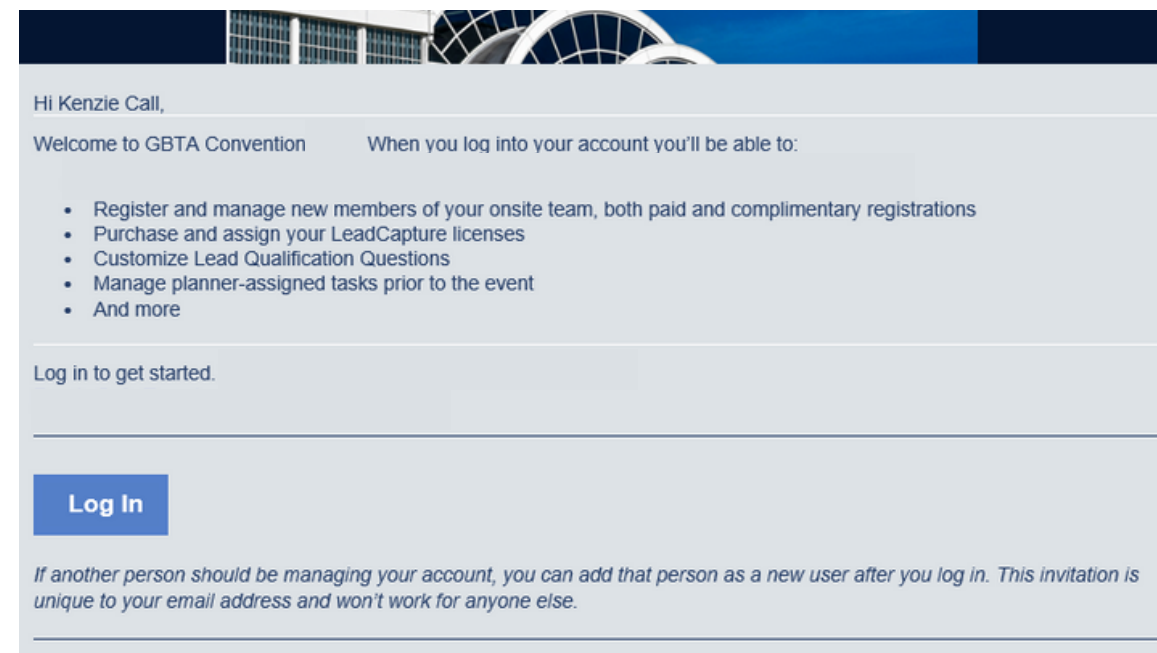 Hi Kenzie Call,
Welcome to GBTA Convention When you log into your account you'll be able to:
• Register and manage new members of your onsite team, both paid and complimentary registrations
• Purchase and assign your LeadCapture licenses
• Customize Lead Qualification Questions
• Manage planner-assigned tasks prior to the event
• And more
Log in to get started.
Log In
If another person should be managing your account, you can add that person as a new user after you log in. This invitation is
unique to your email address and won't work for anyone else.